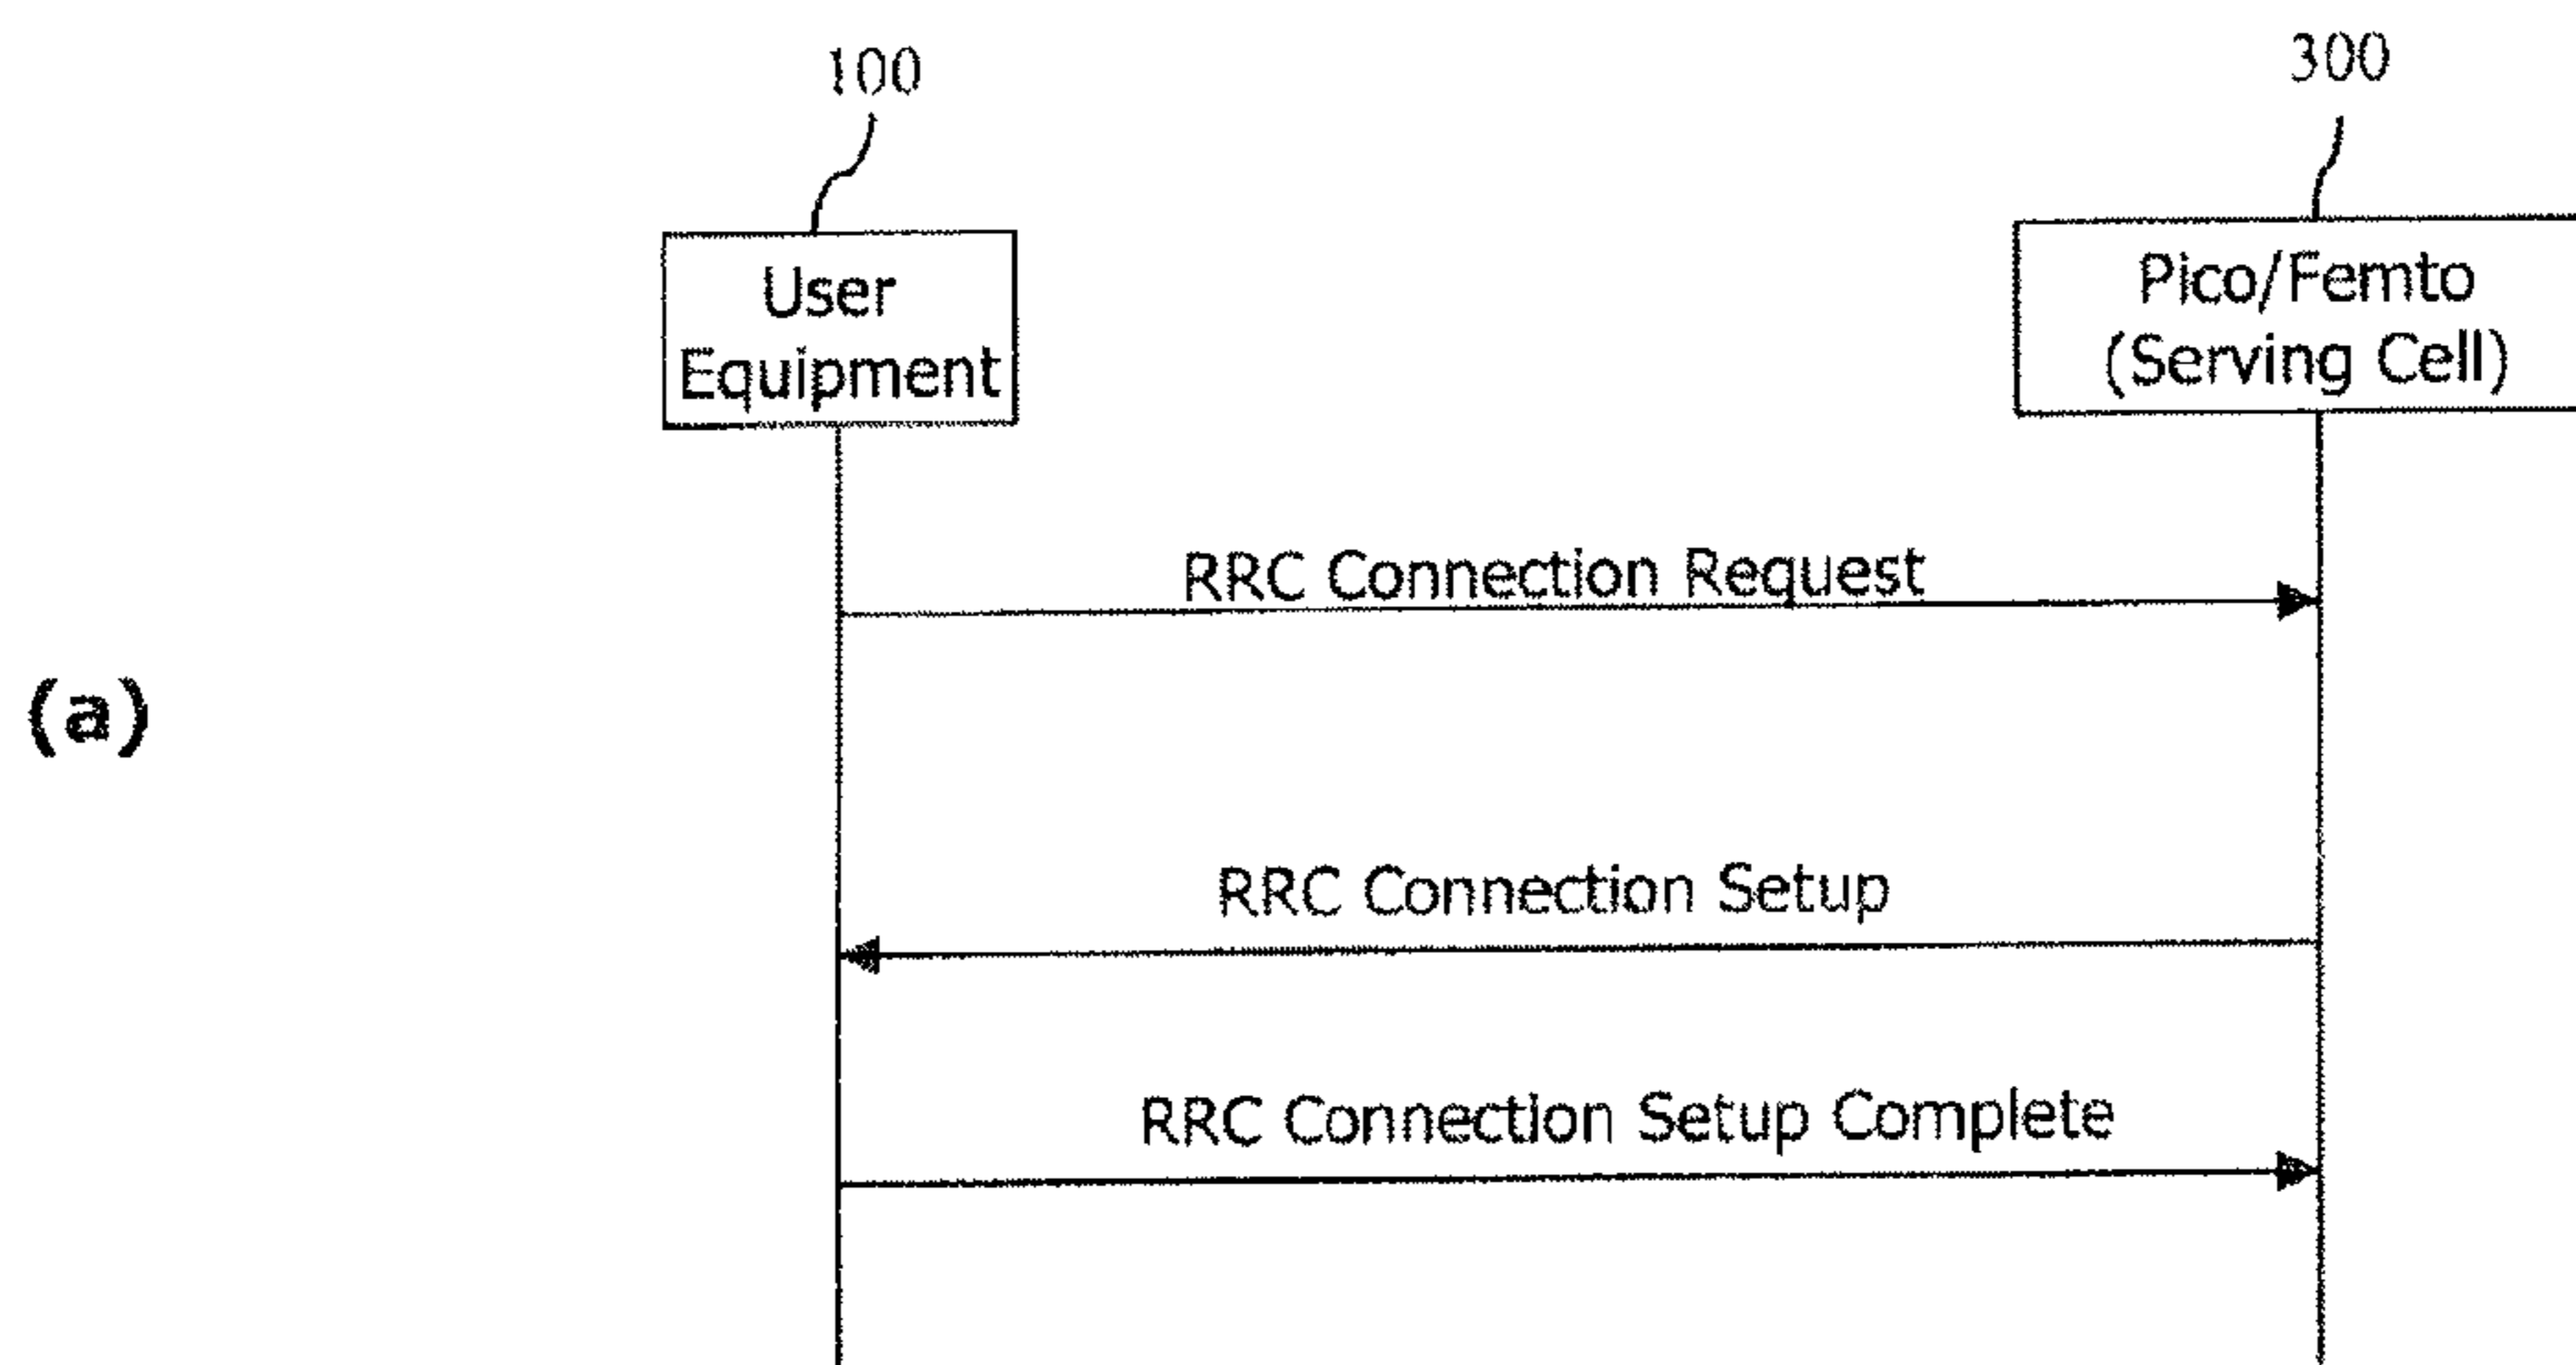 100
300
User
Equipment
Pico/Femto
(Serving Cell)
RRC Connection Request
(a)
RRC Connection Setup
RRC Connection Setup Complete